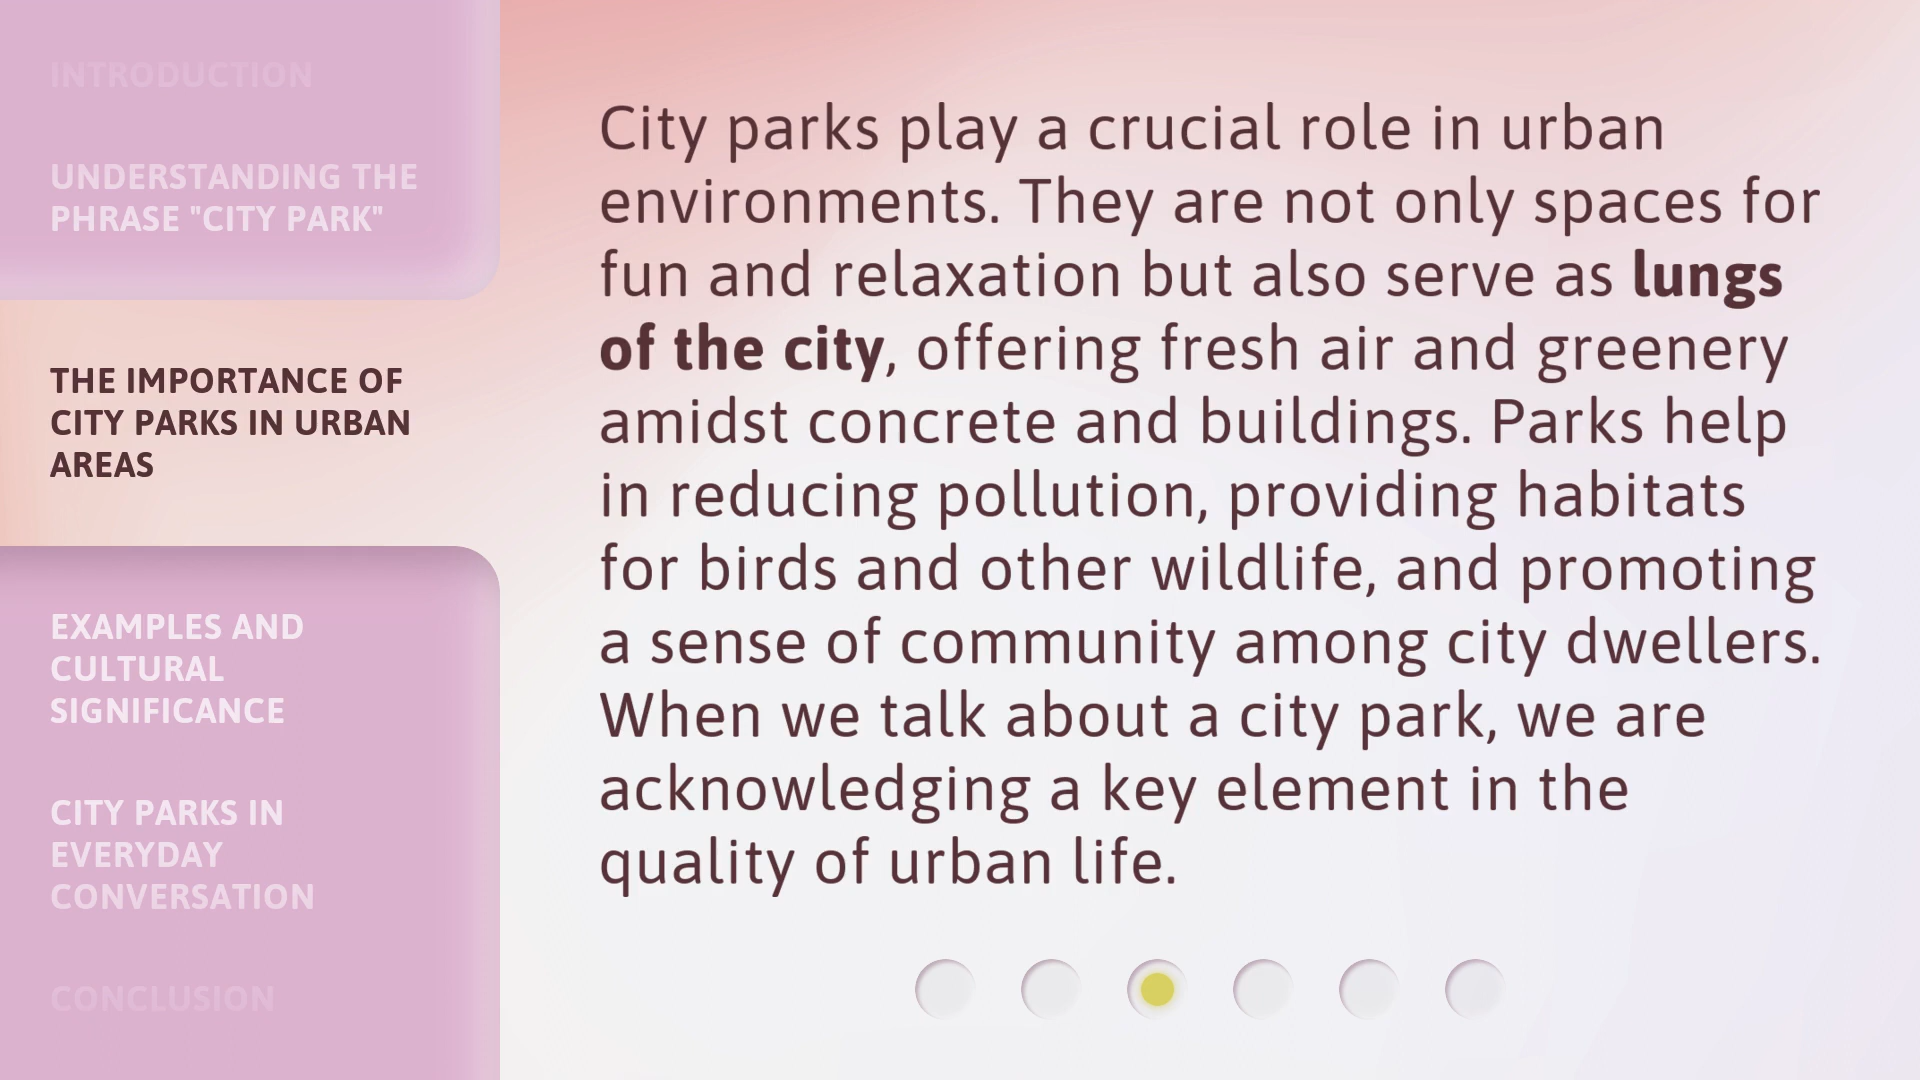 INTRODUCTION
UNDERSTANDING THE
PHRASE "CITY PARK"
THE IMPORTANCE OF
CITY PARKS IN URBAN
AREAS
EXAMPLES AND
CULTURAL
SIGNIFICANCE
CITY PARKS IN
EVERYDAY
CONVERSATION
CONCLUSION
City parks play a crucial role in urban
environments. They are not only spaces for
fun and relaxation but also serve as lungs
of the city, offering fresh air and greenery
amidst concrete and buildings. Parks help
in reducing pollution, providing habitats
for birds and other wildlife, and promoting
a sense of community among city dwellers.
When we talk about a city park, we are
acknowledging a key element in the
quality of urban life.